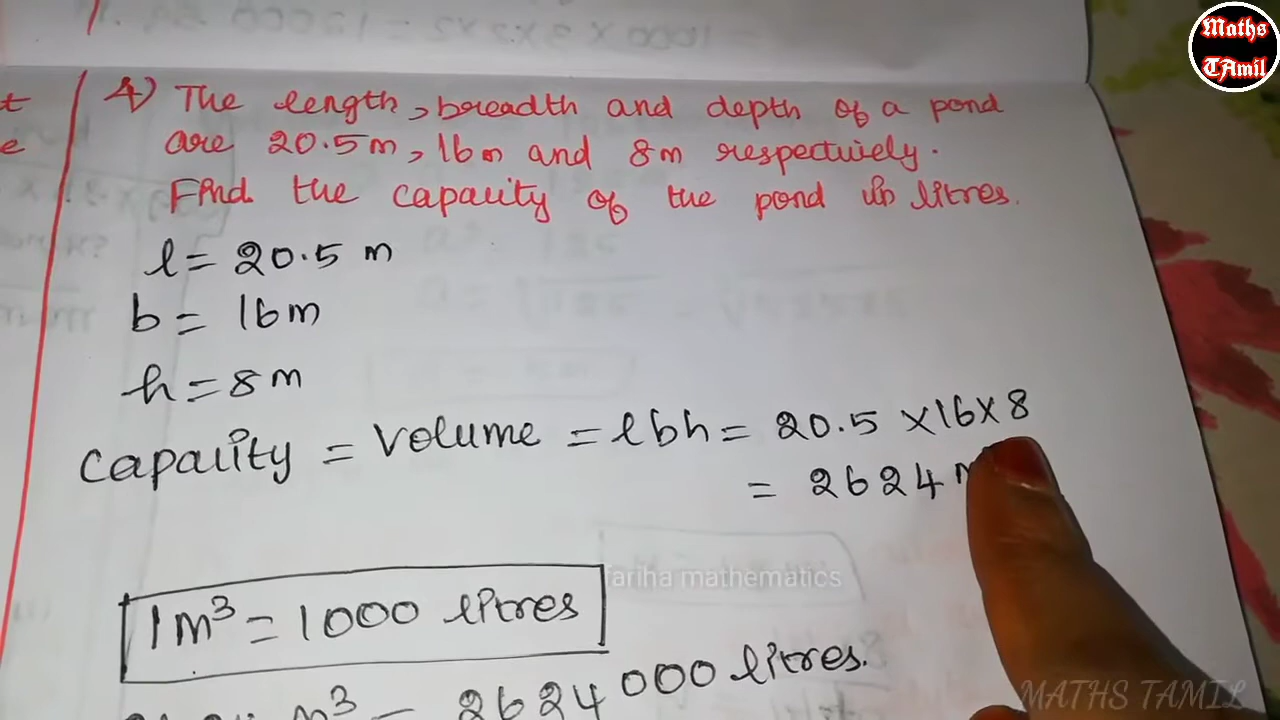 Maths
TAmil
4) The length, breadth and depth of a pond
are 20.5m, 16m and 8m respectively.
Find the capacity of the pond in litres.
l = 20.5 m
b = 16m
h = 8m
capacity = Volume = lbh = 20.5 × 16 × 8
= 2624 m
fariha mathematics
1m³ = 1000 litres
m³ = 2624000 litres.
MATHS TAMIL
t
e